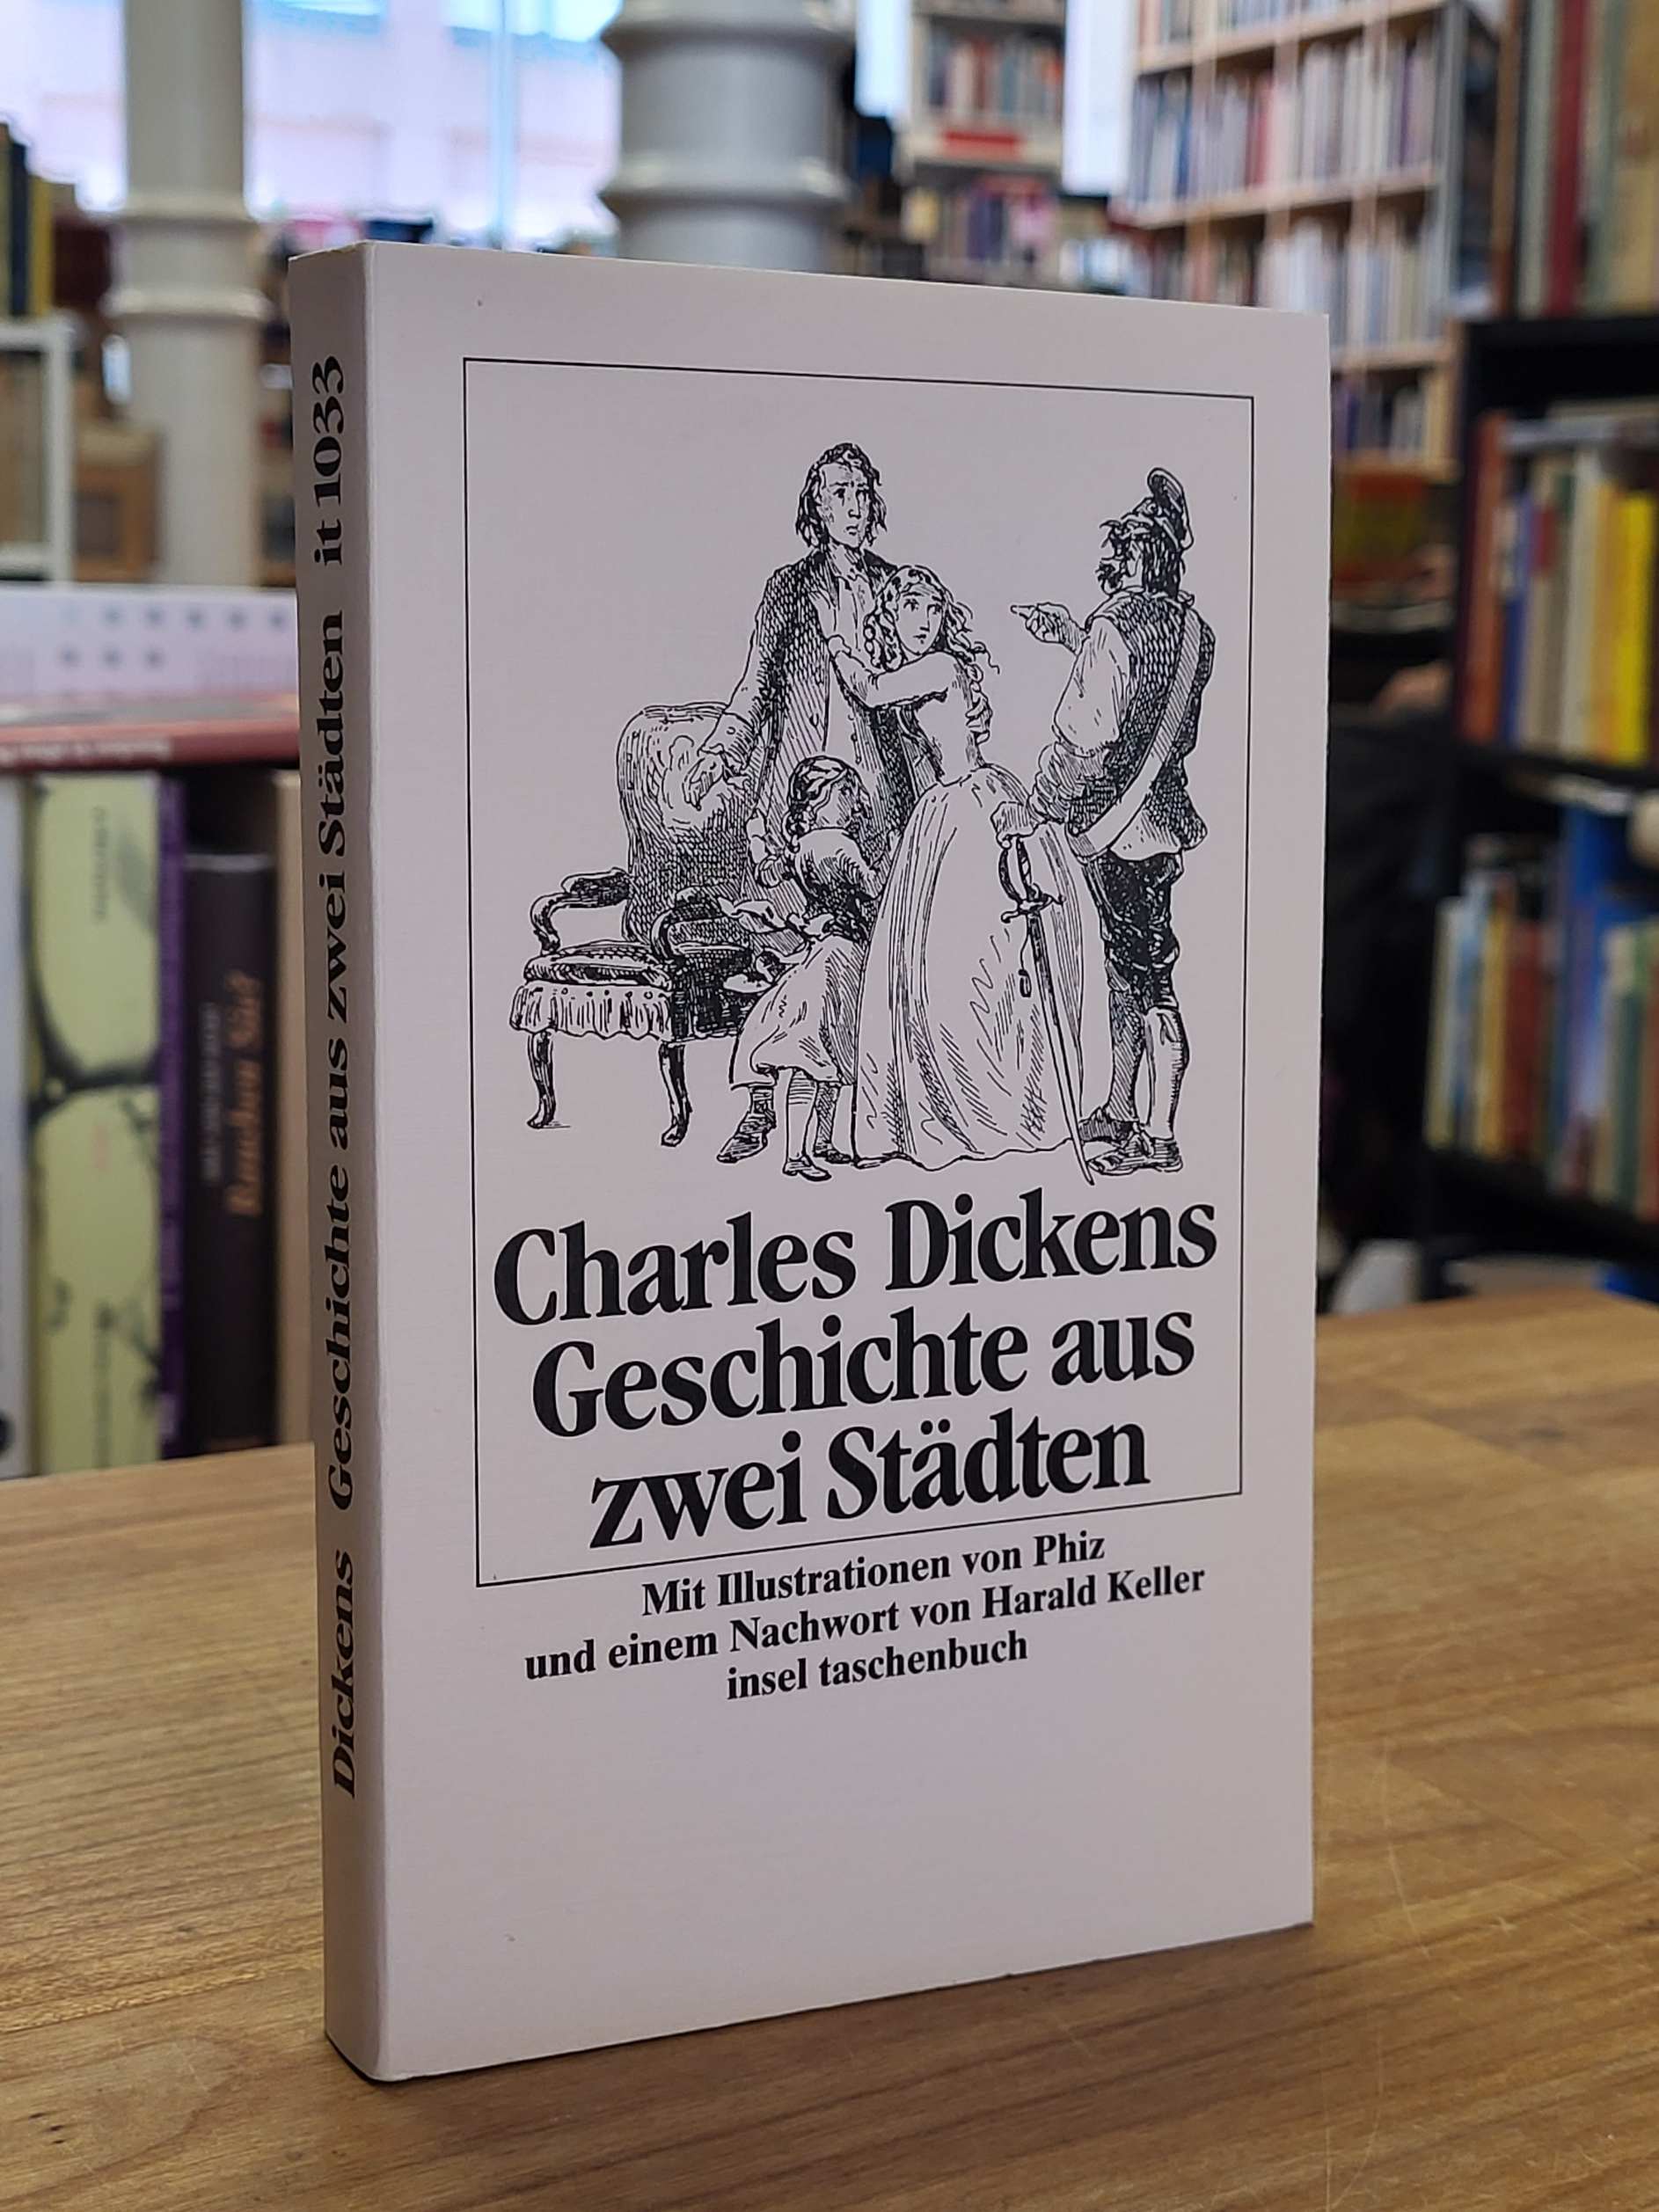 Dickens Geschichte aus zwei Städten it 1033
Charles Dickens
Geschichte aus
zwei Städten
Mit Illustrationen von Phiz
und einem Nachwort von Harald Keller
insel taschenbuch